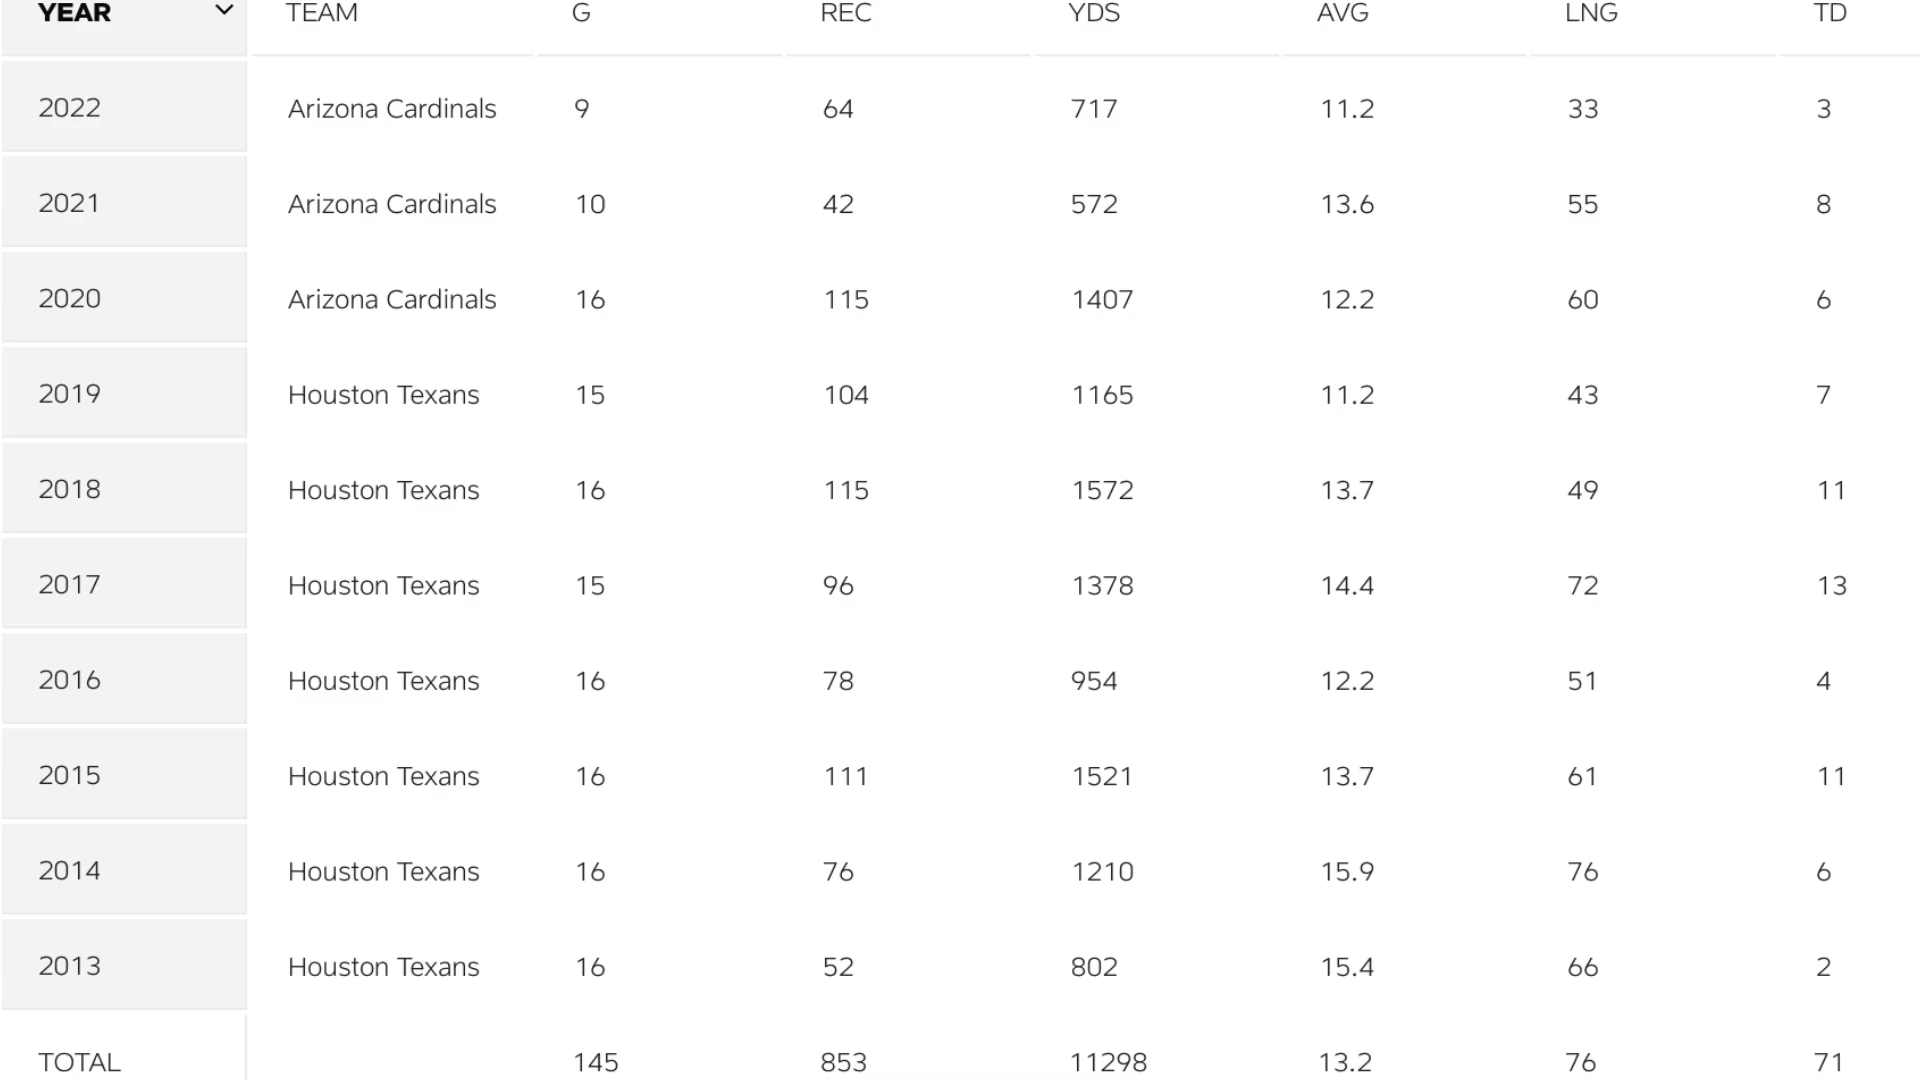 YEAR TEAM G REC YDS AVG LNG TD
2022 Arizona Cardinals 9 64 717 11.2 33 3
2021 Arizona Cardinals 10 42 572 13.6 55 8
2020 Arizona Cardinals 16 115 1407 12.2 60 6
2019 Houston Texans 15 104 1165 11.2 43 7
2018 Houston Texans 16 115 1572 13.7 49 11
2017 Houston Texans 15 96 1378 14.4 72 13
2016 Houston Texans 16 78 954 12.2 51 4
2015 Houston Texans 16 111 1521 13.7 61 11
2014 Houston Texans 16 76 1210 15.9 76 6
2013 Houston Texans 16 52 802 15.4 66 2
TOTAL 145 853 11298 13.2 76 71